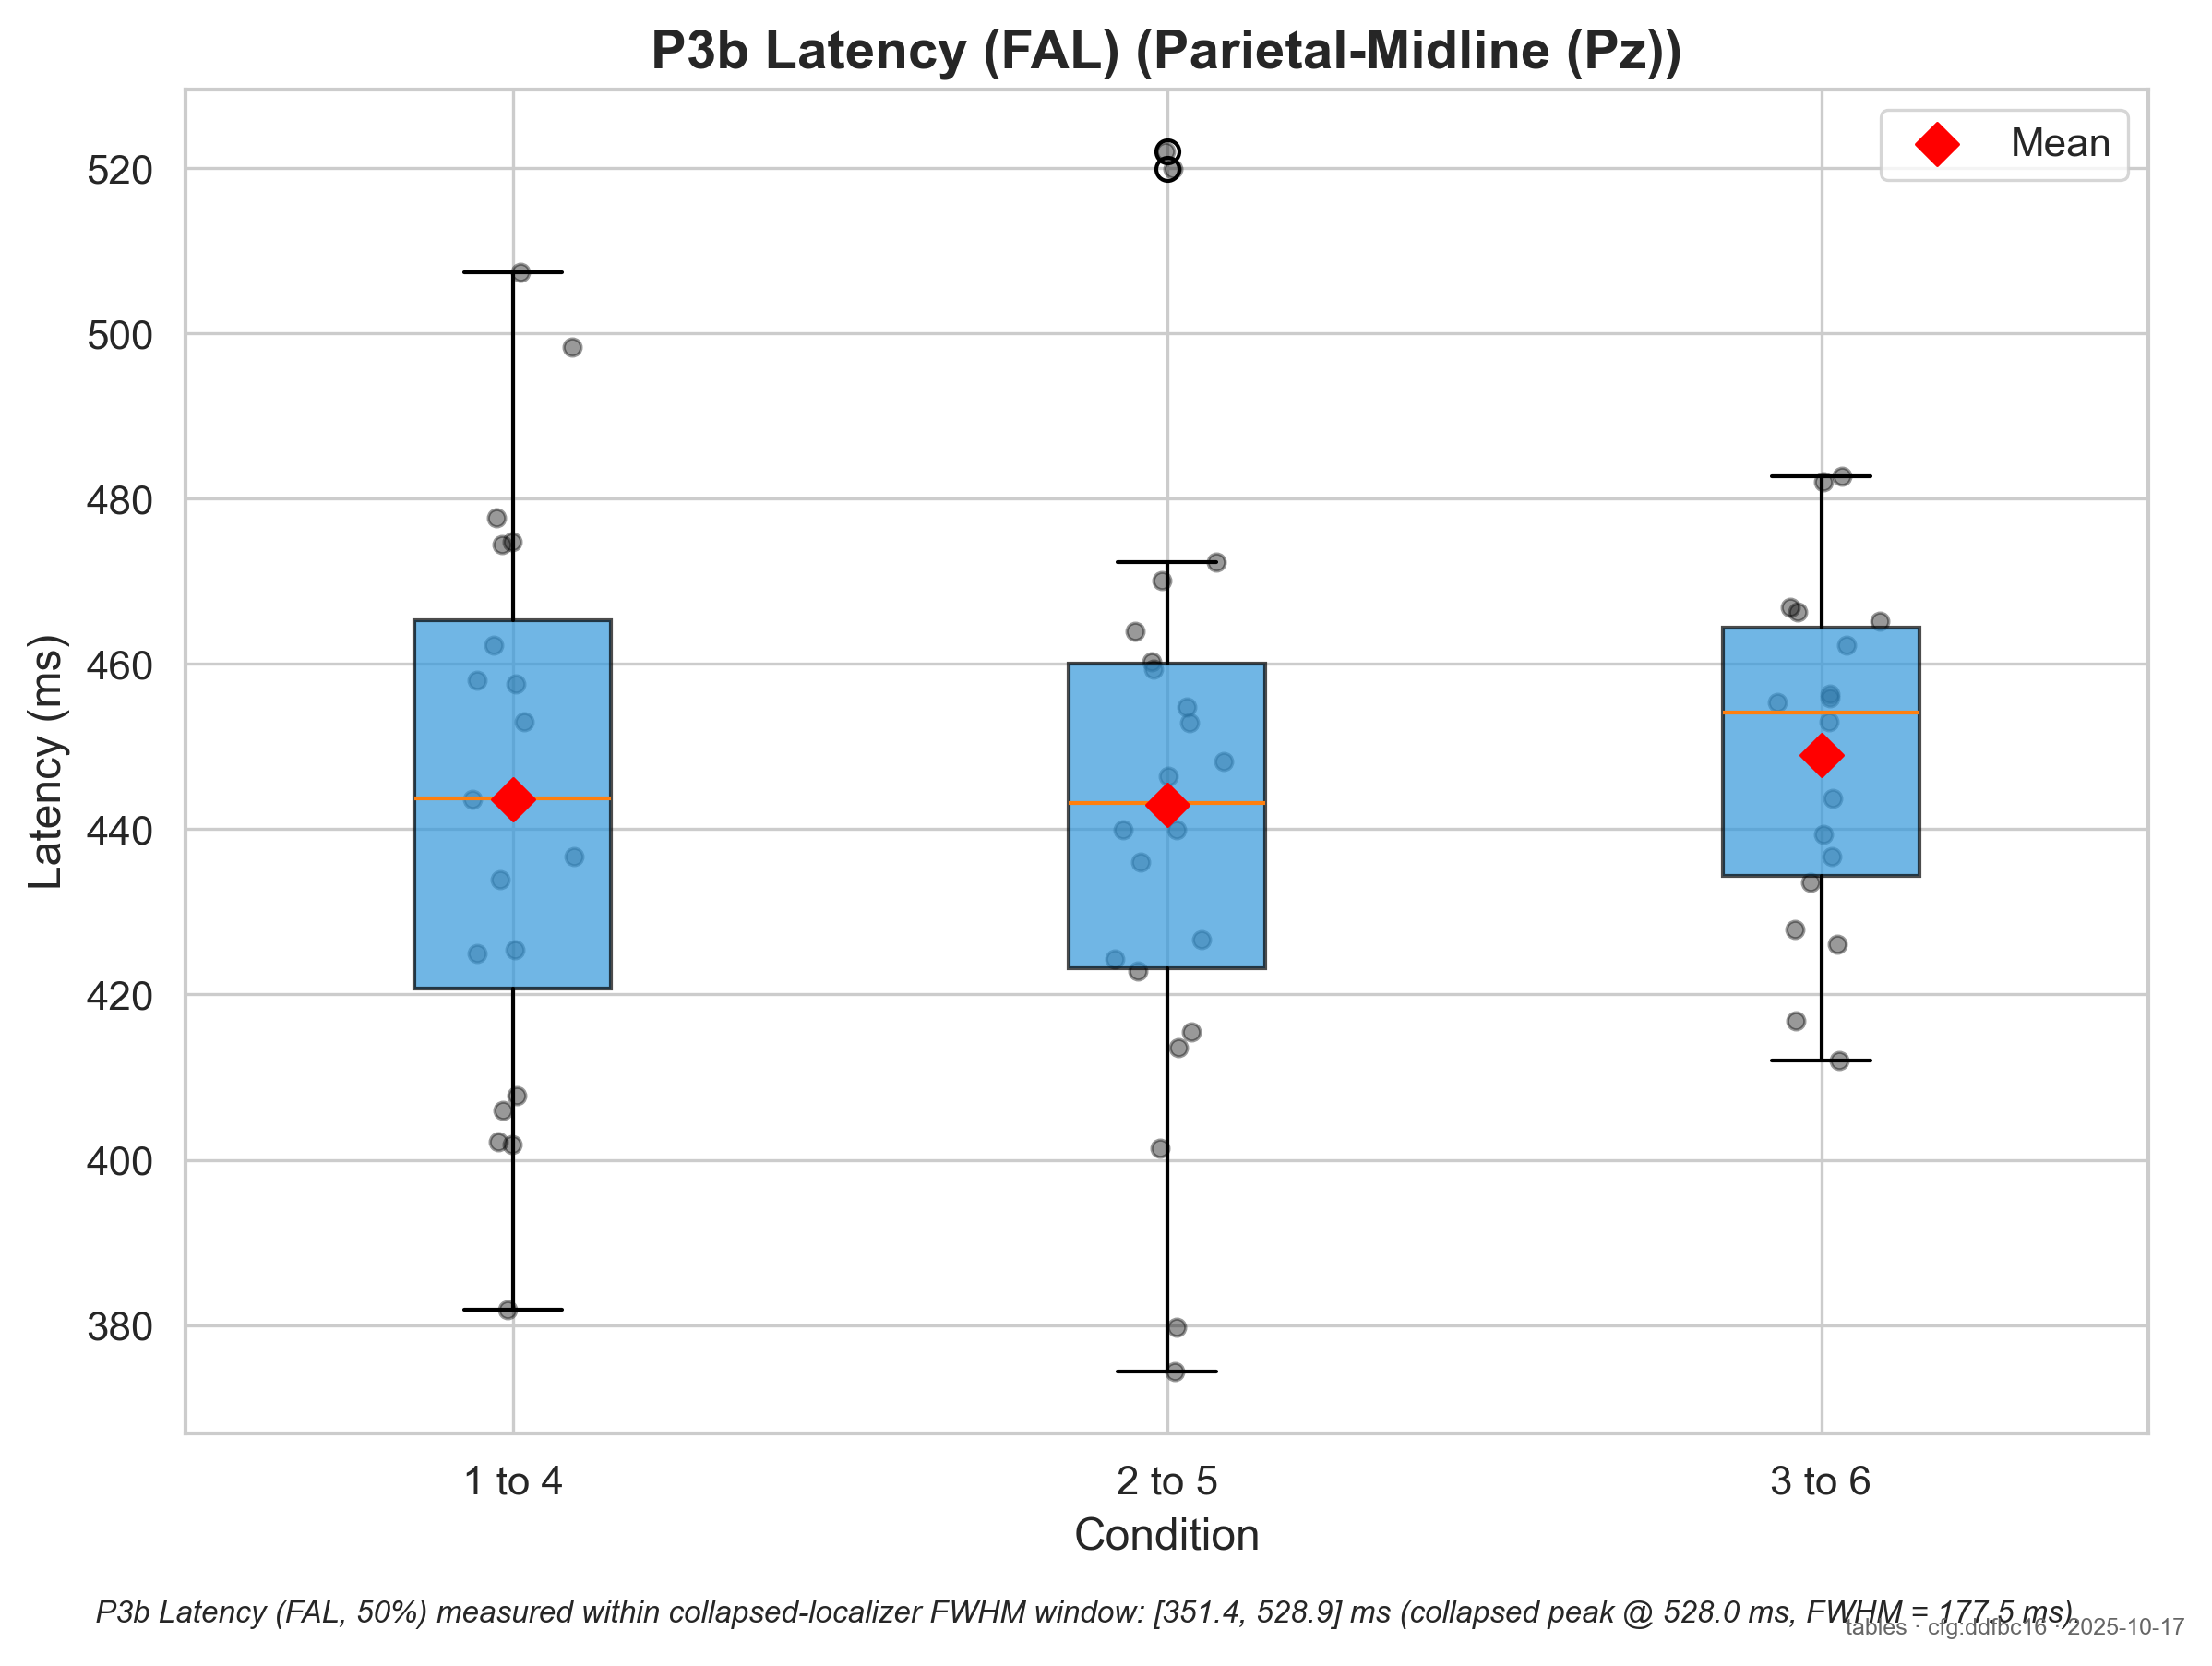 P3b Latency (FAL) (Parietal-Midline (Pz))
Mean
520
500
480
460
440
420
400
380
Latency (ms)
1 to 4
2 to 5
3 to 6
Condition
P3b Latency (FAL, 50%) measured within collapsed-localizer FWHM window: [351.4, 528.9] ms (collapsed peak @ 528.0 ms, FWHM = 177.5 ms).
tables · cfg:ddfbc16 · 2025-10-17